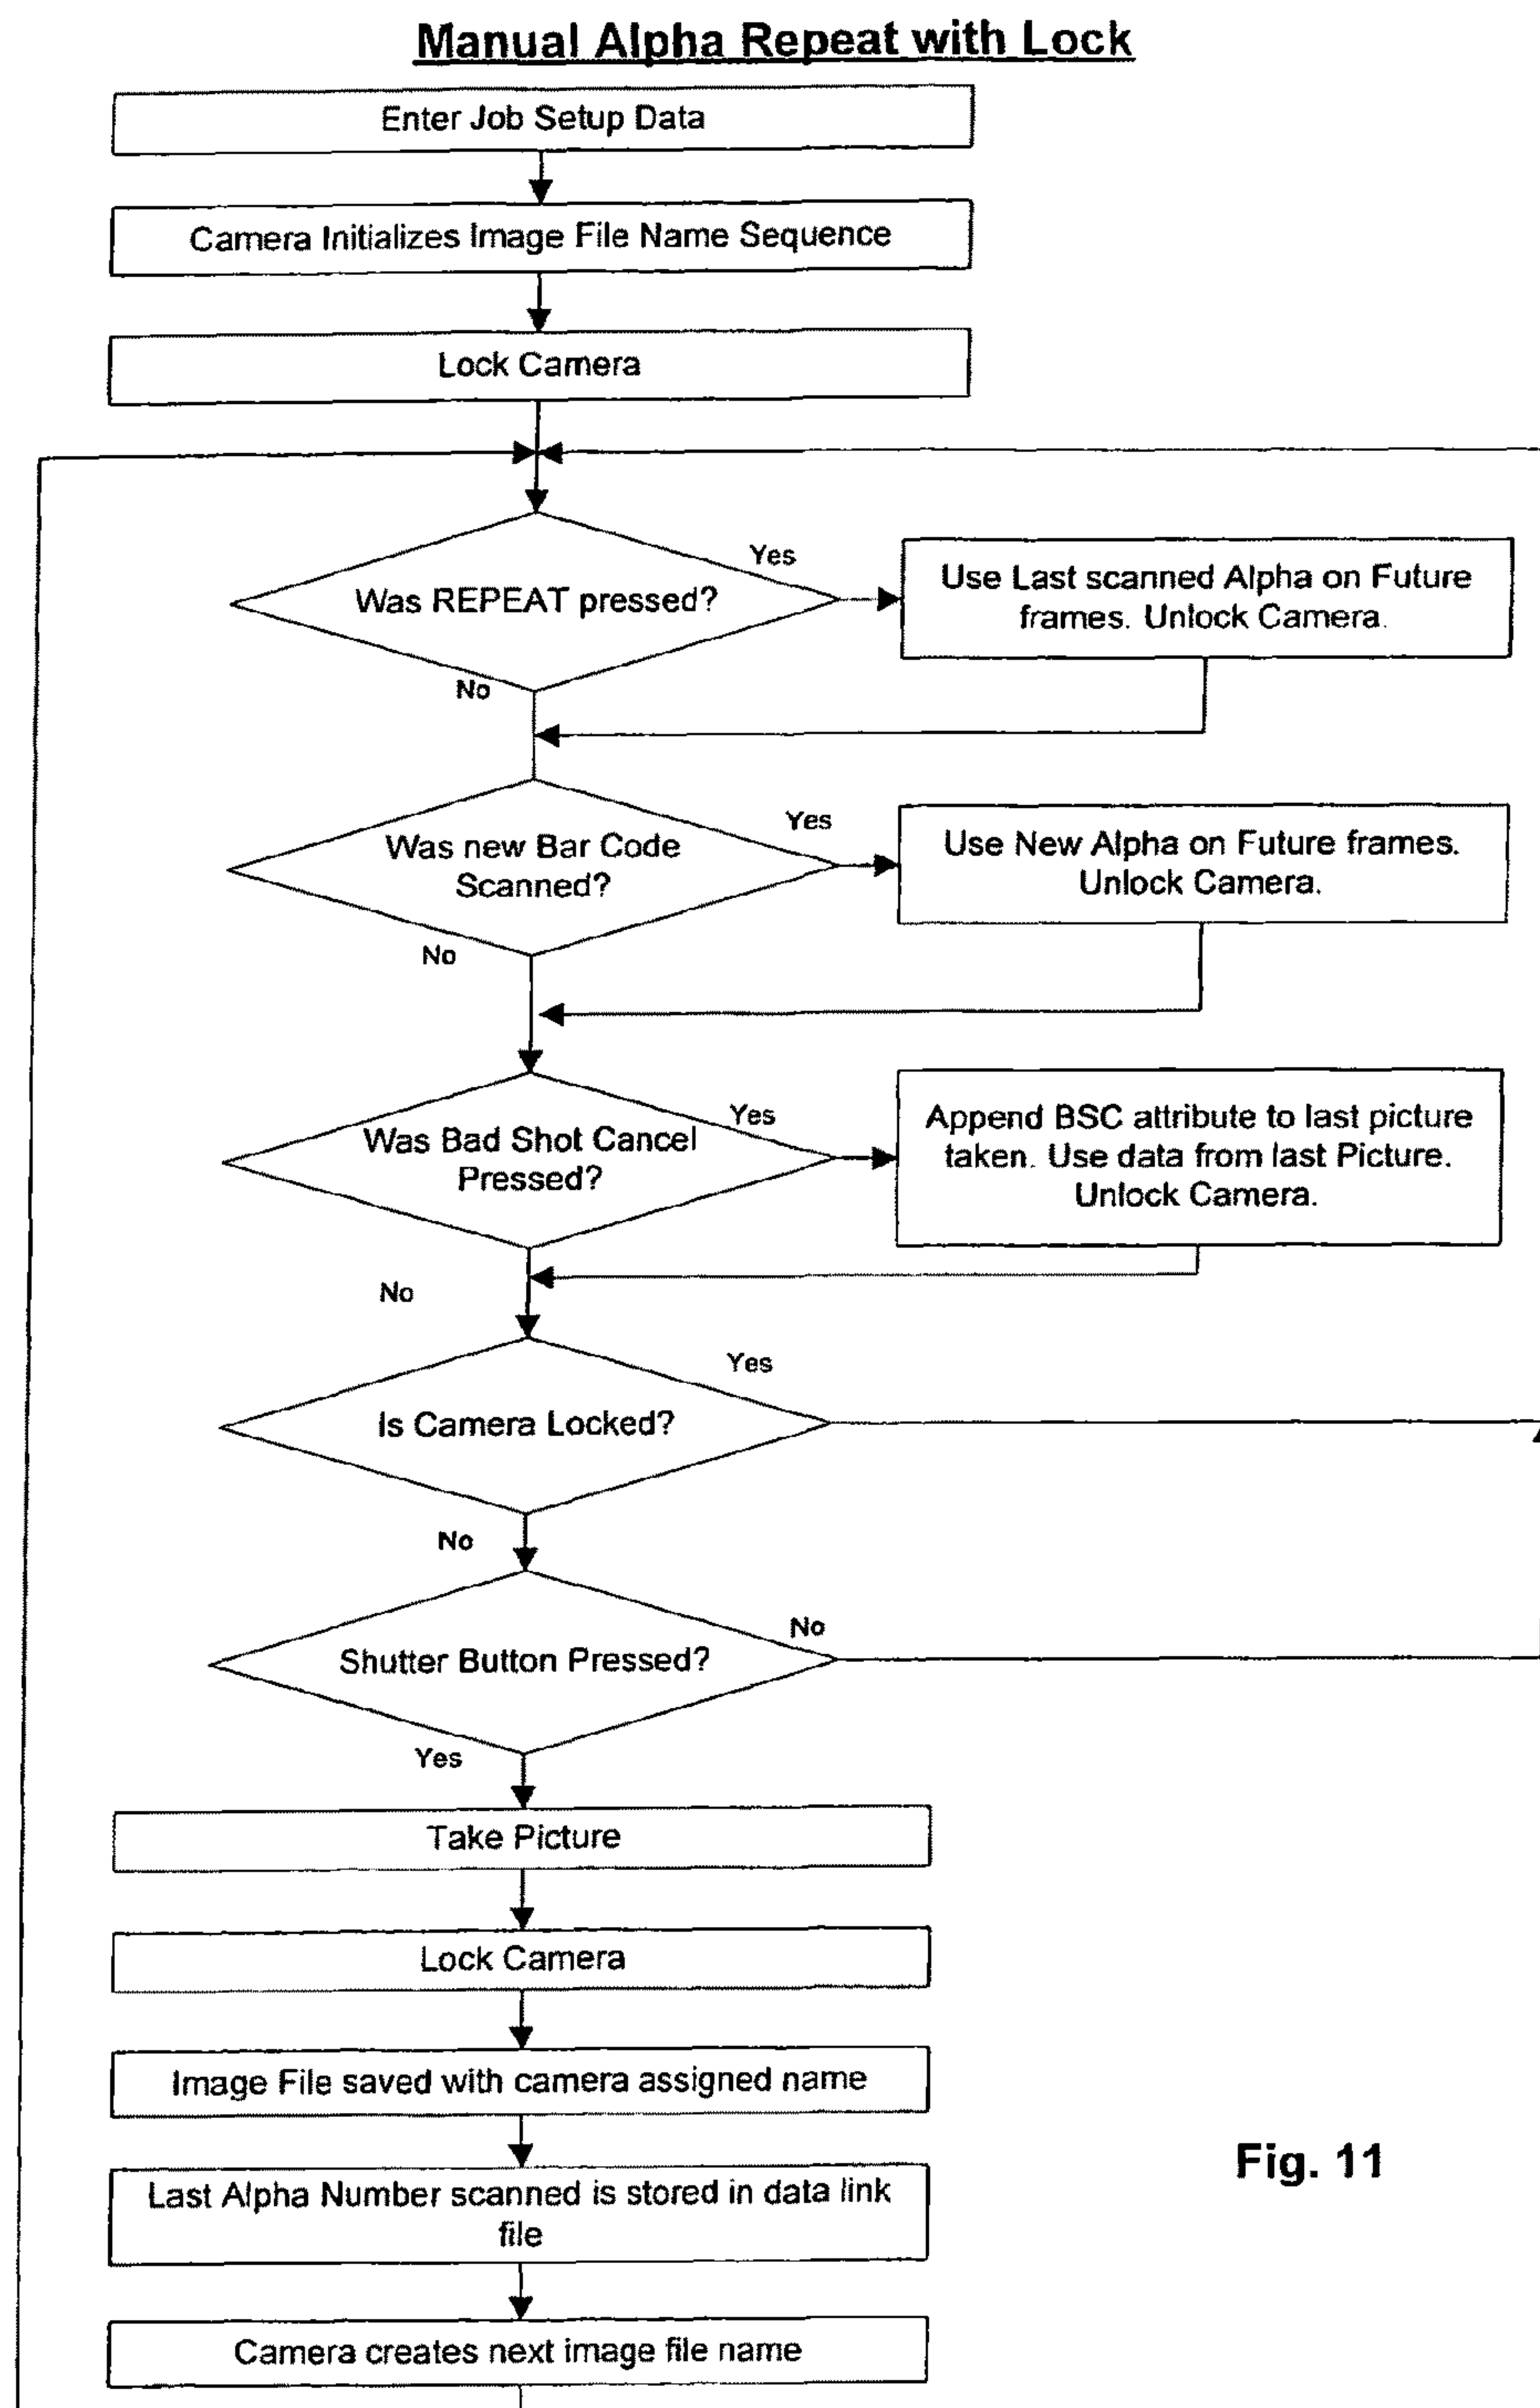 Manual Alpha Repeat with Lock
Enter Job Setup Data
Camera Initializes Image File Name Sequence
Lock Camera
Was REPEAT pressed?
Yes
Use Last scanned Alpha on Future
frames. Unlock Camera.
No
Was new Bar Code
Scanned?
Yes
Use New Alpha on Future frames.
Unlock Camera.
No
Was Bad Shot Cancel
Pressed?
Yes
Append BSC attribute to last picture
taken. Use data from last Picture.
Unlock Camera.
No
Is Camera Locked?
Yes
No
Shutter Button Pressed?
No
Yes
Take Picture
Lock Camera
Image File saved with camera assigned name
Last Alpha Number scanned is stored in data link
file
Camera creates next image file name
Fig. 11